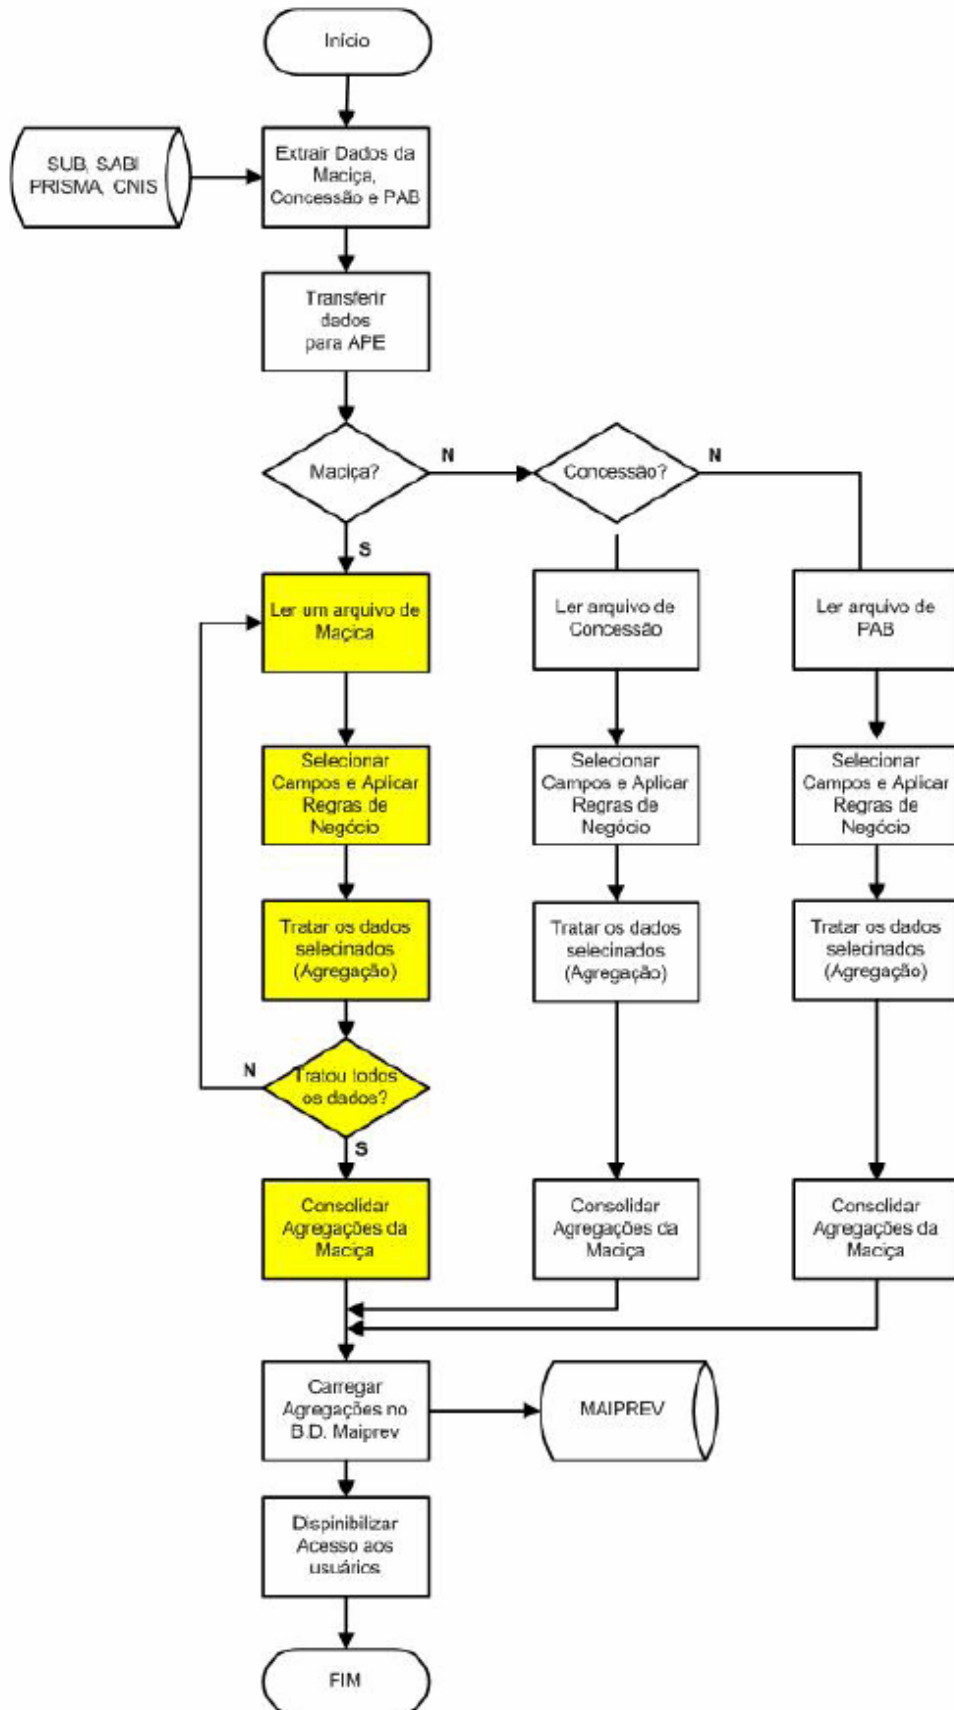 Início
SUB, SABI
PRISMA, CNIS
Extrair Dados da
Maciça,
Concessão e PAB
Transferir
dados
para APE
Maciça?
N
Concessão?
N
S
Ler um arquivo de
Maçica
Ler arquivo de
Concessão
Ler arquivo de
PAB
Selecionar
Campos e Aplicar
Regras de
Negócio
Selecionar
Campos e Aplicar
Regras de
Negócio
Selecionar
Campos e Aplicar
Regras de
Negócio
Tratar os dados
selecinados
(Agregação)
Tratar os dados
selecinados
(Agregação)
Tratar os dados
selecinados
(Agregação)
N
Tratou todos
os dados?
S
Consolidar
Agregações da
Maciça
Consolidar
Agregações da
Maciça
Consolidar
Agregações da
Maciça
Carregar
Agregações no
B.D. Maiprev
MAIPREV
Dispinibilizar
Acesso aos
usuários
FIM